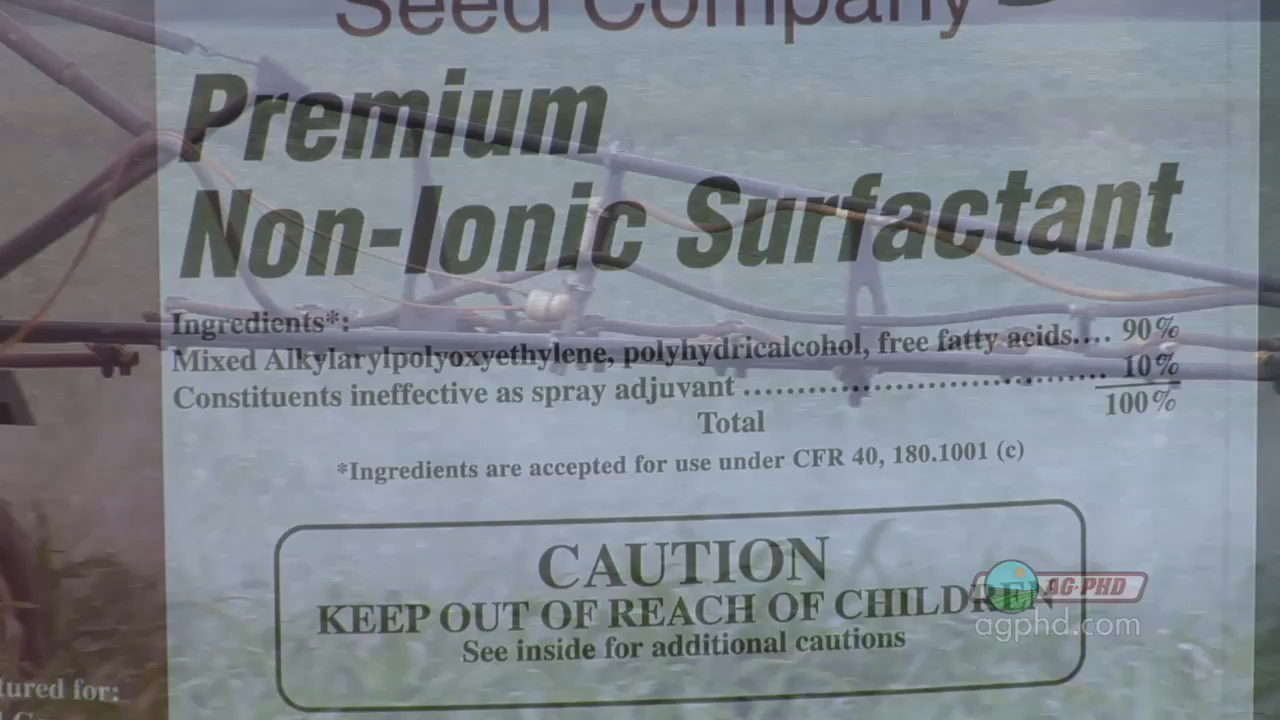 Seed Company
Premium
Non-Ionic Surfactant
Ingredients*:
Mixed Alkylarylpolyoxyethylene, polyhydricalcohol, free fatty acids.... 90%
Constituents ineffective as spray adjuvant .................................... 10%
Total 100%
*Ingredients are accepted for use under CFR 40, 180.1001 (c)
CAUTION
KEEP OUT OF REACH OF CHILDREN
See inside for additional cautions
AG-PHD
agphd.com
tured for: